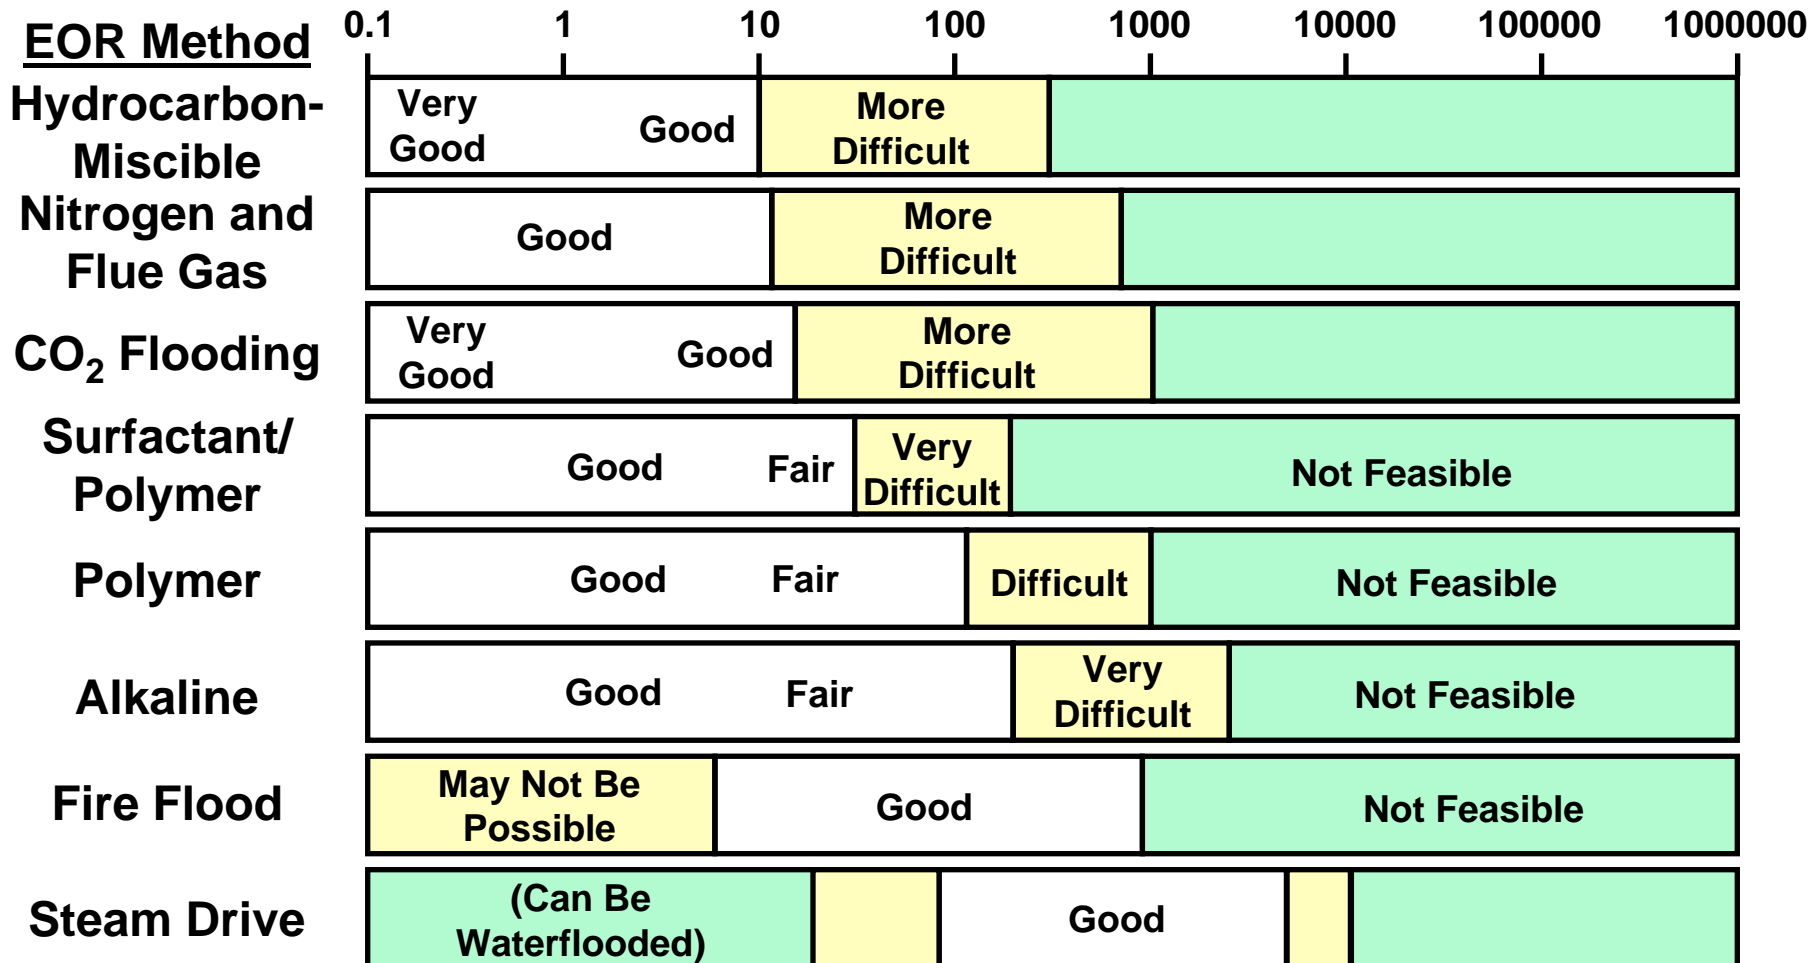 0.1 1 10 100 1000 10000 100000 1000000
EOR Method
Hydrocarbon-
Miscible
Very
Good
Good
More
Difficult
Nitrogen and
Flue Gas
Good
More
Difficult
CO2 Flooding
Very
Good
Good
More
Difficult
Surfactant/
Polymer
Good
Fair
Very
Difficult
Not Feasible
Polymer
Good
Fair
Difficult
Not Feasible
Alkaline
Good
Fair
Very
Difficult
Not Feasible
Fire Flood
May Not Be
Possible
Good
Not Feasible
Steam Drive
(Can Be
Waterflooded)
Good